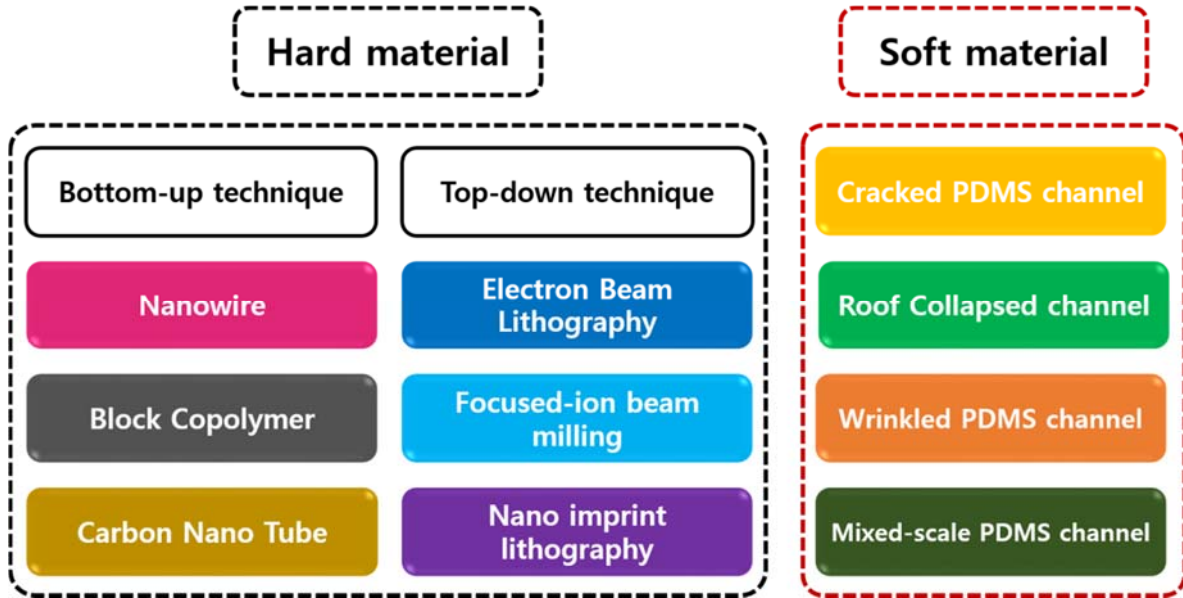 Hard material
Soft material
Bottom-up technique
Top-down technique
Cracked PDMS channel
Nanowire
Electron Beam
Lithography
Roof Collapsed channel
Block Copolymer
Focused-ion beam
milling
Wrinkled PDMS channel
Carbon Nano Tube
Nano imprint
lithography
Mixed-scale PDMS channel